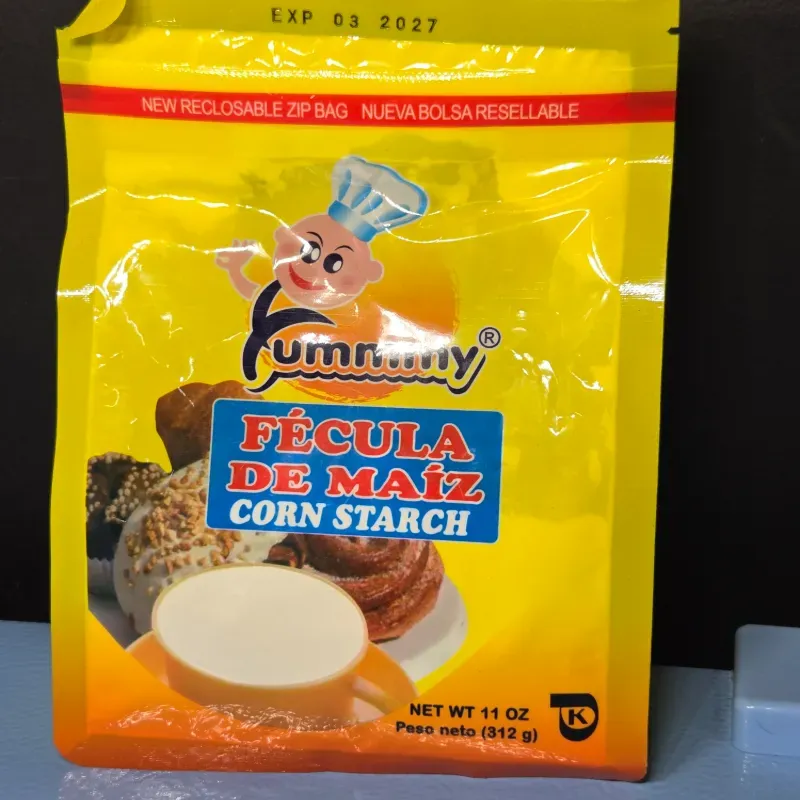 EXP 03 2027
NEW RECLOSABLE ZIP BAG NUEVA BOLSA RESELLABLE
Yummmy®
FÉCULA
DE MAÍZ
CORN STARCH
NET WT 11 OZ
Peso neto (312 g)
K